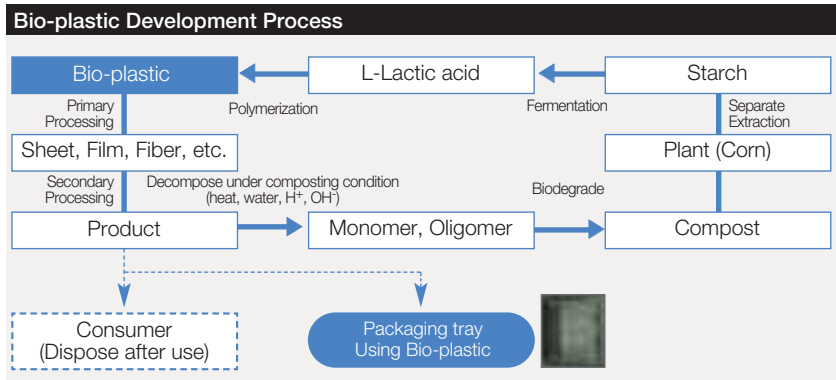 Bio-plastic Development Process
Bio-plastic
L-Lactic acid
Starch
Primary
Processing
Polymerization
Fermentation
Separate
Extraction
Sheet, Film, Fiber, etc.
Plant (Corn)
Secondary
Processing
Decompose under composting condition
(heat, water, H⁺, OH⁻)
Biodegrade
Product
Monomer, Oligomer
Compost
Consumer
(Dispose after use)
Packaging tray
Using Bio-plastic